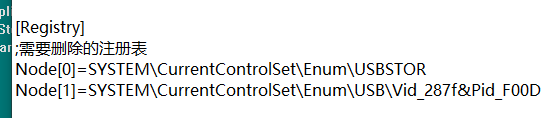 [Registry]
;需要删除的注册表
Node[0]=SYSTEM\CurrentControlSet\Enum\USBSTOR
Node[1]=SYSTEM\CurrentControlSet\Enum\USB\Vid_287f&Pid_F00D